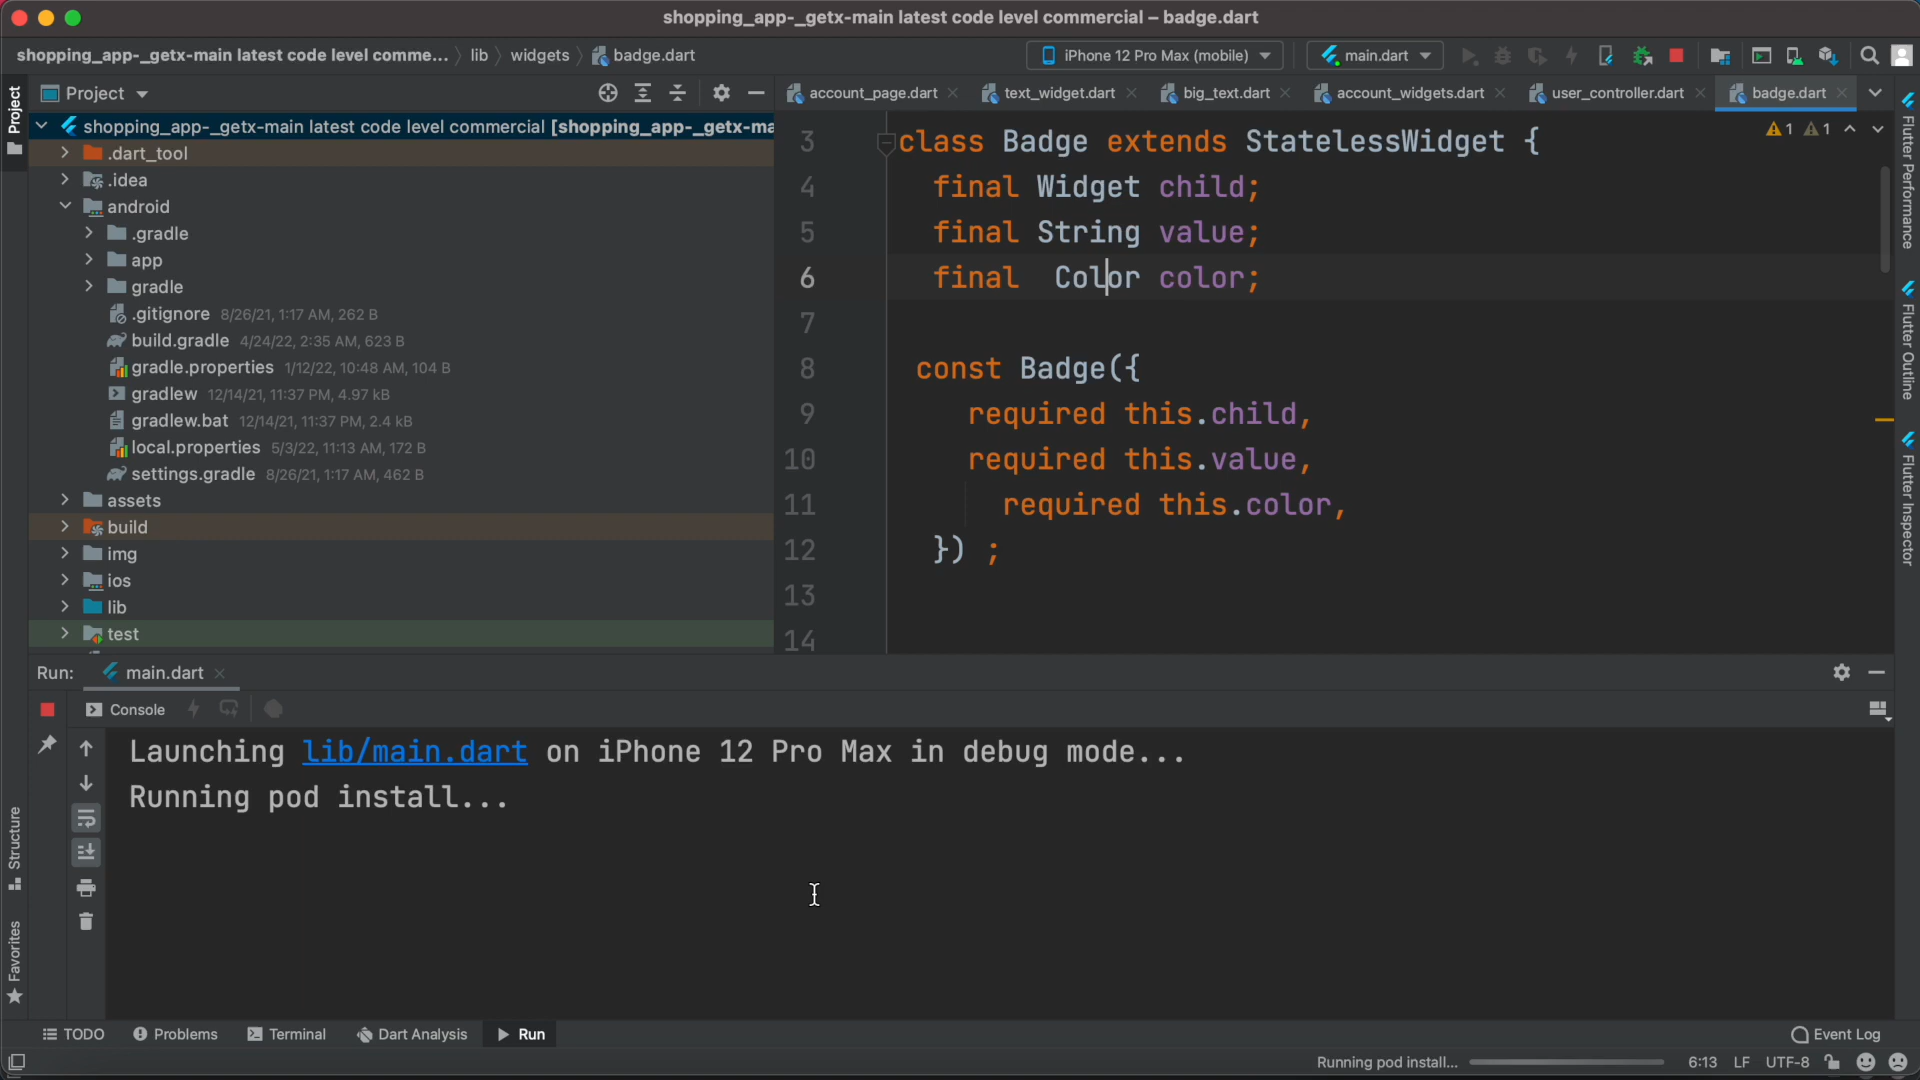 shopping_app-_getx-main latest code level commercial – badge.dart
shopping_app-_getx-main latest code level comme... lib widgets badge.dart
iPhone 12 Pro Max (mobile) main.dart
Project
Project
account_page.dart text_widget.dart big_text.dart account_widgets.dart user_controller.dart badge.dart
shopping_app-_getx-main latest code level commercial [shopping_app-_getx-ma
.dart_tool
.idea
android
.gradle
app
gradle
.gitignore 8/26/21, 1:17 AM, 262 B
build.gradle 4/24/22, 2:35 AM, 623 B
gradle.properties 1/12/22, 10:48 AM, 104 B
gradlew 12/14/21, 11:37 PM, 4.97 kB
gradlew.bat 12/14/21, 11:37 PM, 2.4 kB
local.properties 5/3/22, 11:13 AM, 172 B
settings.gradle 8/26/21, 1:17 AM, 462 B
assets
build
img
ios
lib
test
1 1
3 class Badge extends StatelessWidget {
4 final Widget child;
5 final String value;
6 final  Color color;
7
8 const Badge({
9 required this.child,
10 required this.value,
11 required this.color,
12 }) ;
13
14
Flutter Performance
Flutter Outline
Flutter Inspector
Run: main.dart
Console
Launching lib/main.dart on iPhone 12 Pro Max in debug mode...
Running pod install...
Structure
Favorites
TODO Problems Terminal Dart Analysis Run Event Log
Running pod install... 6:13 LF UTF-8